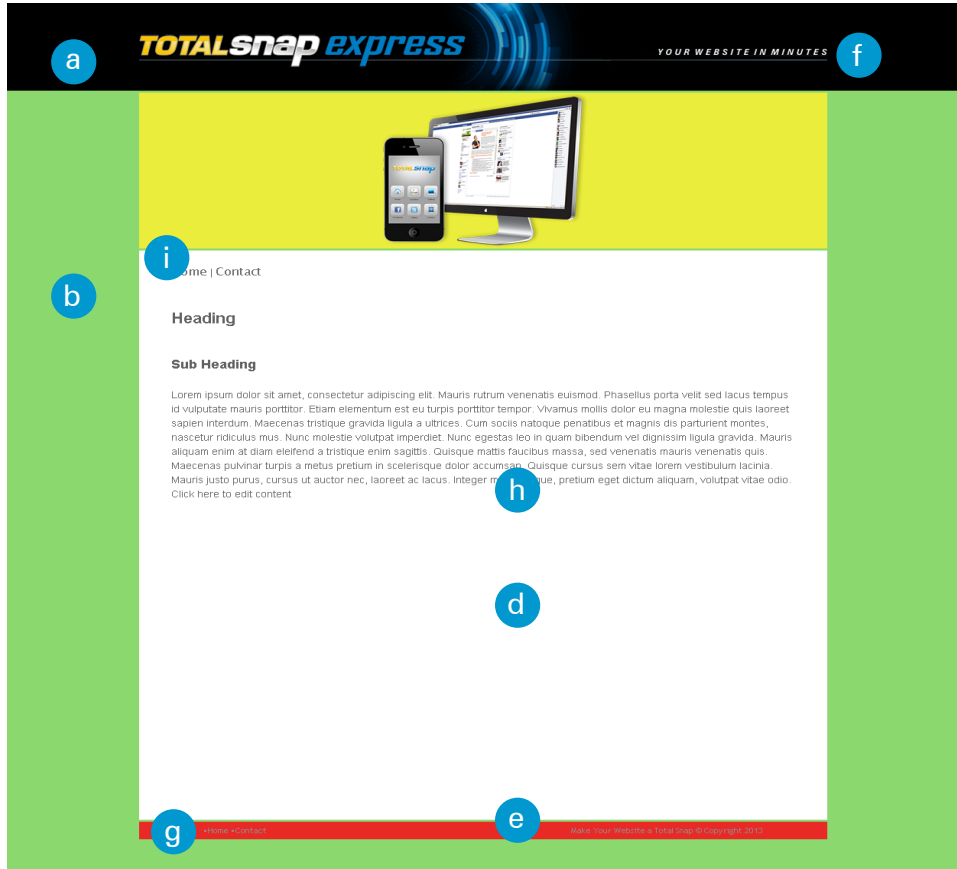 TOTALsnap express
YOUR WEBSITE IN MINUTES
a
f
TOTALsnap
i
Home | Contact
b
Heading
Sub Heading
Lorem ipsum dolor sit amet, consectetur adipiscing elit. Mauris rutrum venenatis euismod. Phasellus porta velit sed lacus tempus
id vulputate mauris porttitor. Etiam elementum est eu turpis porttitor tempor. Vivamus mollis dolor eu magna molestie quis laoreet
sapien interdum. Maecenas tristique gravida ligula a ultrices. Cum sociis natoque penatibus et magnis dis parturient montes,
nascetur ridiculus mus. Nunc molestie volutpat imperdiet. Nunc egestas leo in quam bibendum vel dignissim ligula gravida. Mauris
aliquam enim at diam eleifend a tristique enim sagittis. Quisque mattis faucibus massa, sed venenatis mauris venenatis quis.
Maecenas pulvinar turpis a metus pretium in scelerisque dolor accumsan. Quisque cursus sem vitae lorem vestibulum lacinia.
Mauris justo purus, cursus ut auctor nec, laoreet ac lacus. Integer pretium eget dictum aliquam, volutpat vitae odio.
Click here to edit content
h
d
e
g
•Home •Contact
Make Your Website a Total Snap © Copyright 2013